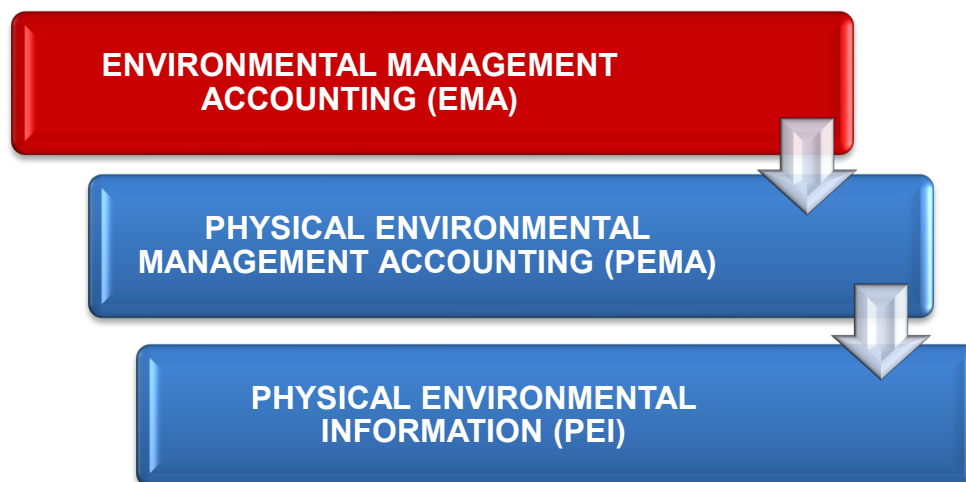 ENVIRONMENTAL MANAGEMENT
ACCOUNTING (EMA)
PHYSICAL ENVIRONMENTAL
MANAGEMENT ACCOUNTING (PEMA)
PHYSICAL ENVIRONMENTAL
INFORMATION (PEI)